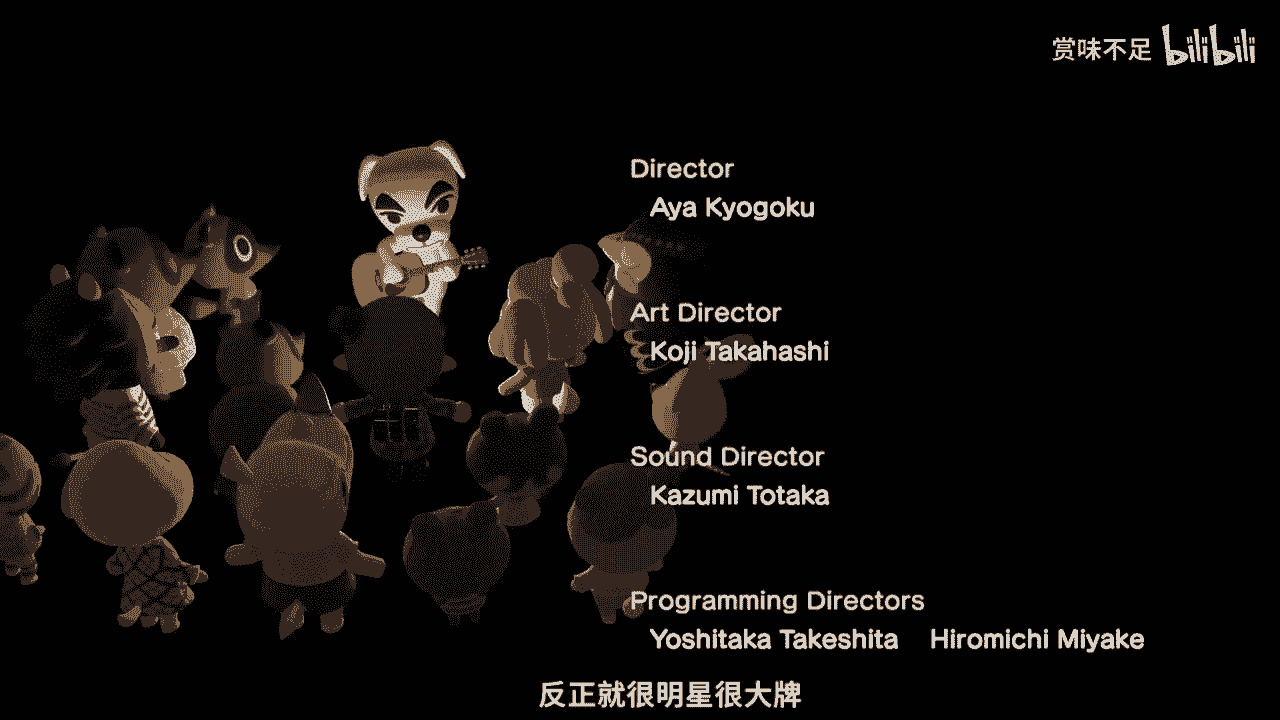 赏味不足 bilibili
Director
Aya Kyogoku
Art Director
Koji Takahashi
Sound Director
Kazumi Totaka
Programming Directors
Yoshitaka Takeshita Hiromichi Miyake
反正就很明星很大牌